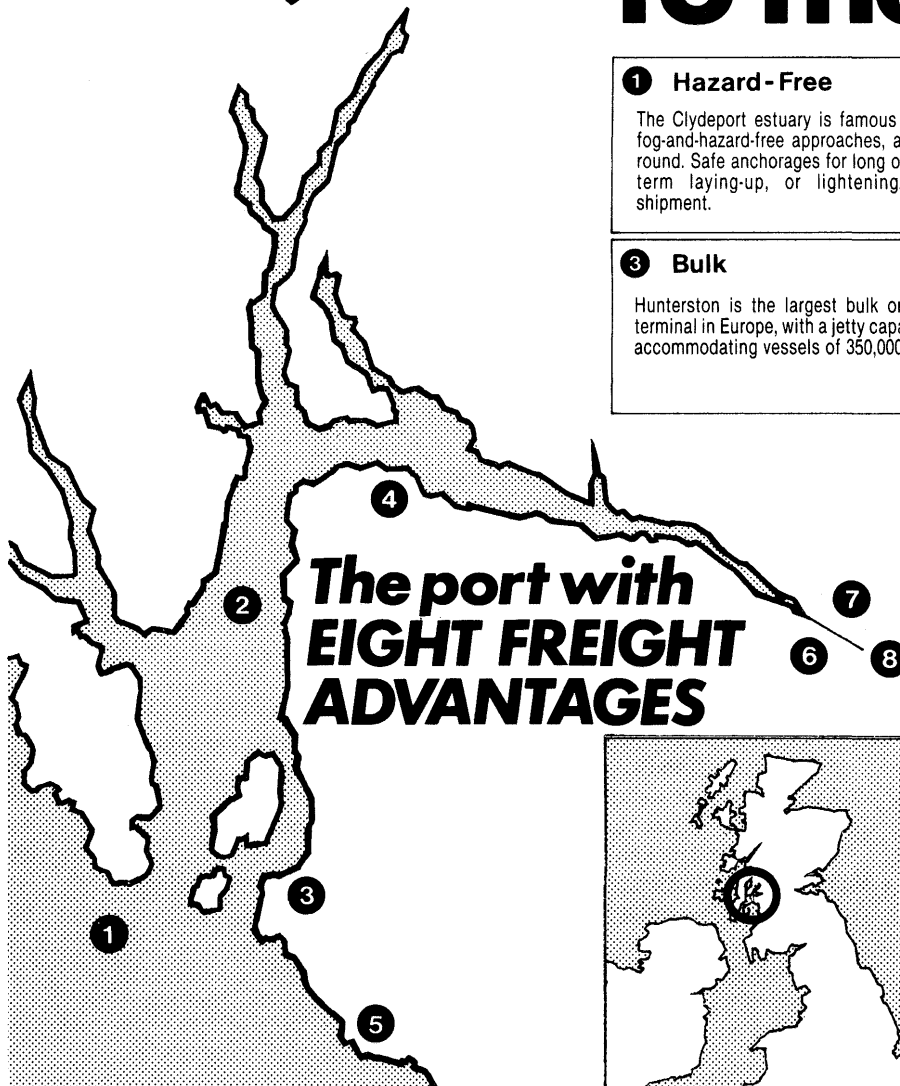 1 Hazard-Free
The Clydeport estuary is famous
fog-and-hazard-free approaches, a
round. Safe anchorages for long o
term laying-up, or lightening
shipment.
3 Bulk
Hunterston is the largest bulk or
terminal in Europe, with a jetty capa
accommodating vessels of 350,000
4
The port with
EIGHT FREIGHT
ADVANTAGES
2
7
6
8
3
1
5